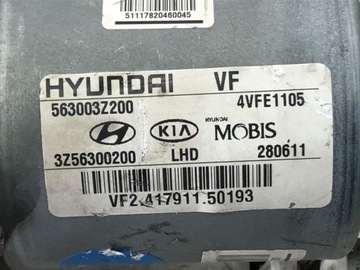 51117820460045
HYUNDAI VF
563003Z200 4VFE1105
KIA HYUNDAI MOBIS
3Z56300200 LHD 280611
VF2.417911.50193